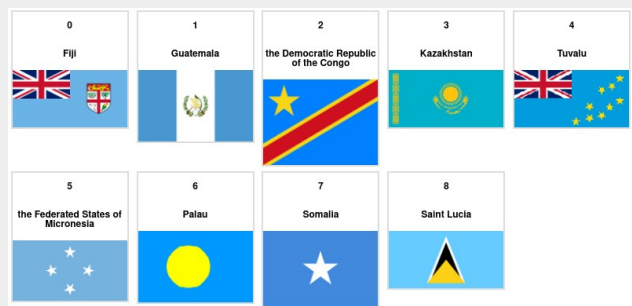 0
Fiji
1
Guatemala
2
the Democratic Republic
of the Congo
3
Kazakhstan
4
Tuvalu
5
the Federated States of
Micronesia
6
Palau
7
Somalia
8
Saint Lucia